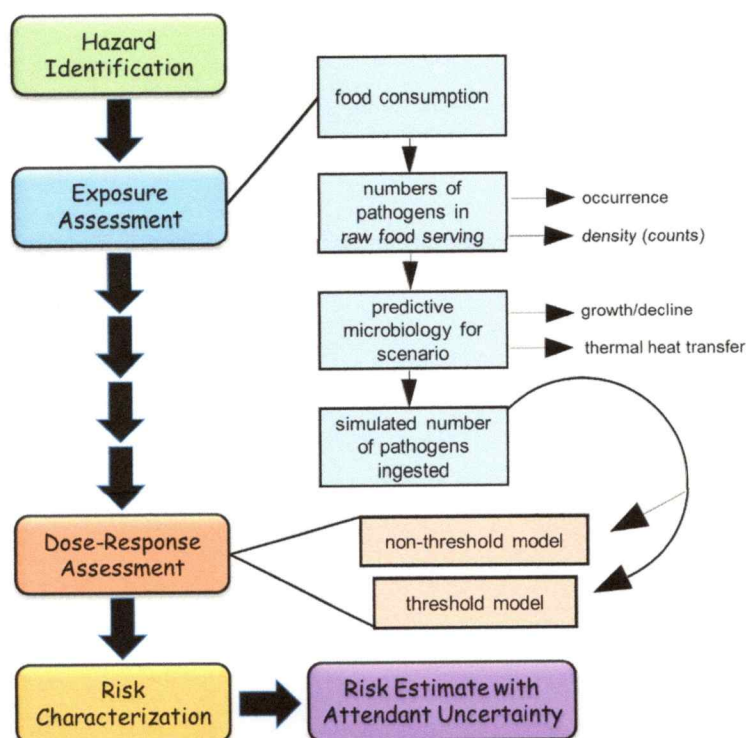 Hazard
Identification
food consumption
Exposure
Assessment
numbers of
pathogens in
raw food serving
occurrence
density (counts)
predictive
microbiology for
scenario
growth/decline
thermal heat transfer
simulated number
of pathogens
ingested
Dose-Response
Assessment
non-threshold model
threshold model
Risk
Characterization
Risk Estimate with
Attendant Uncertainty